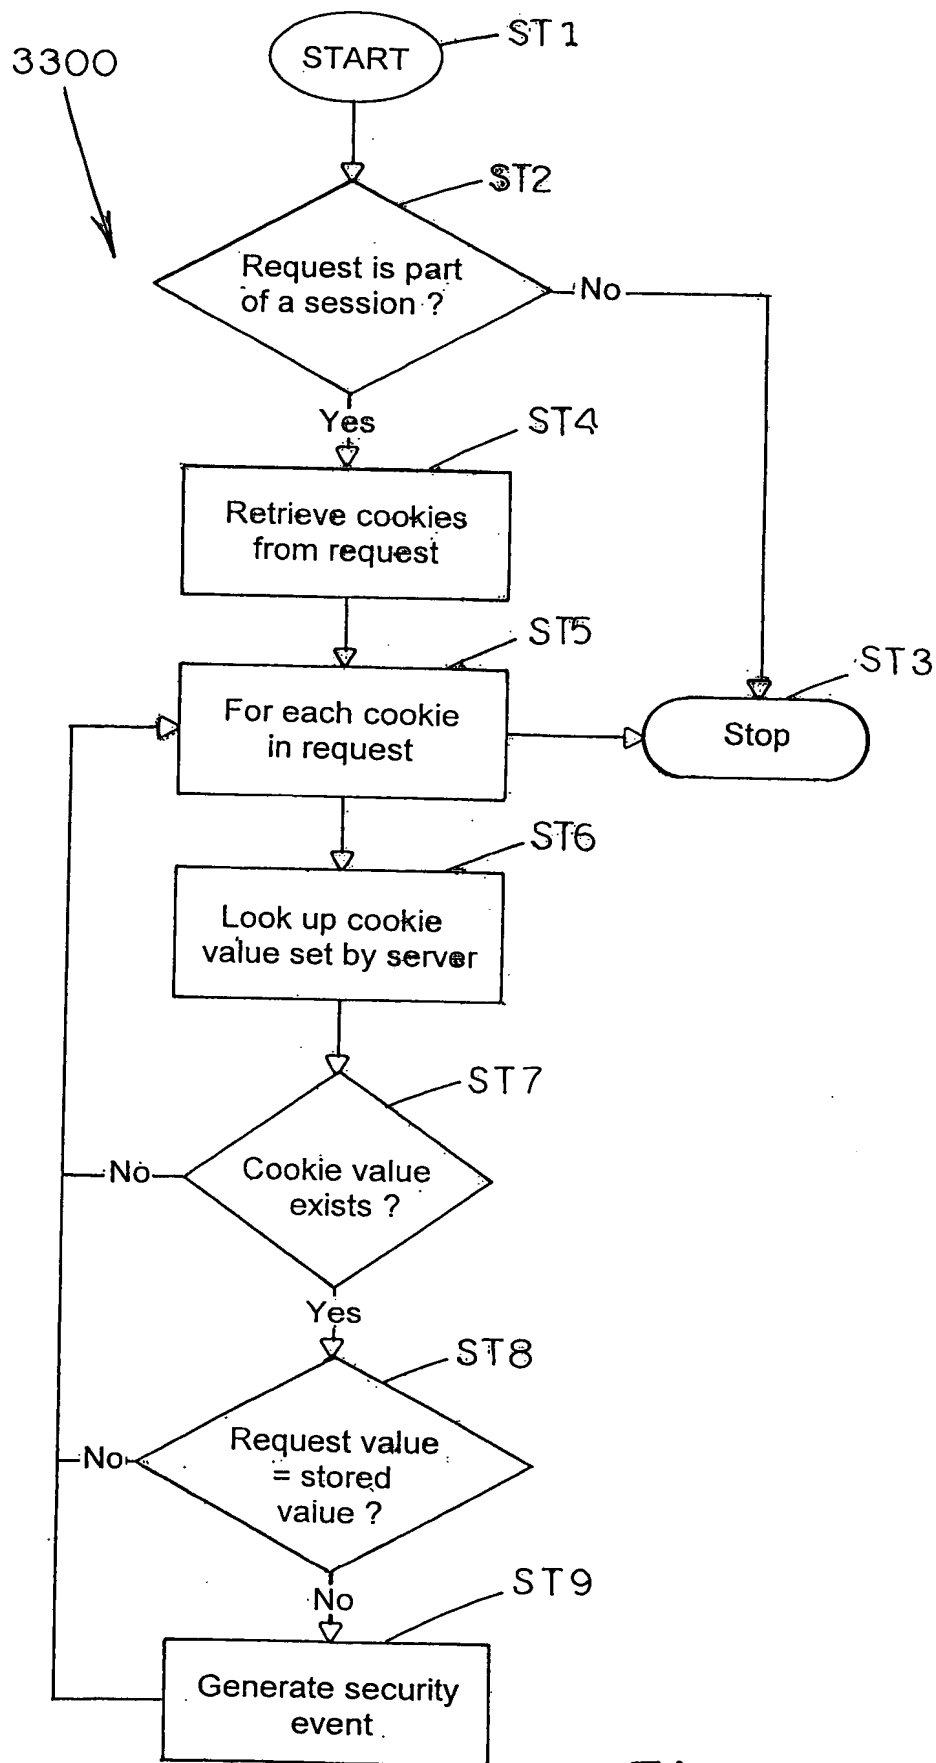 3300
START
ST1
ST2
Request is part
of a session ?
No
Yes
ST4
Retrieve cookies
from request
ST5
For each cookie
in request
ST3
Stop
ST6
Look up cookie
value set by server
ST7
Cookie value
exists ?
No
Yes
ST8
Request value
= stored
value ?
No
No
ST9
Generate security
event